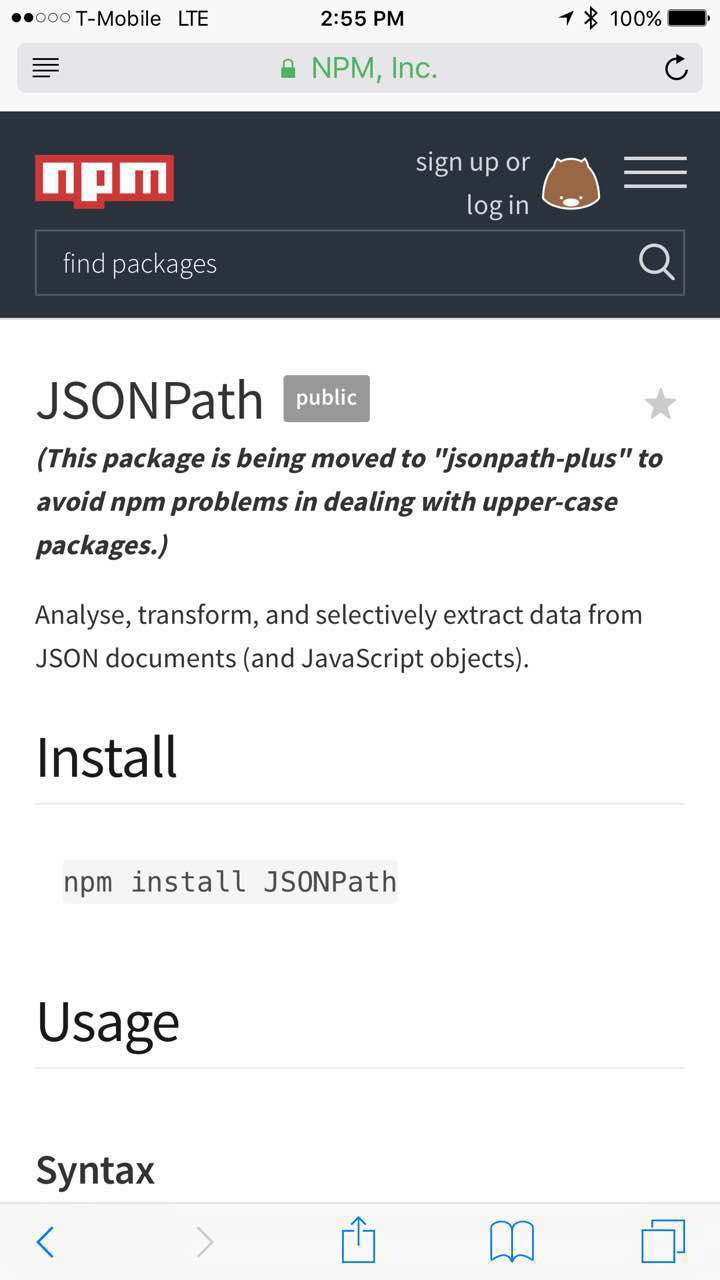 T-Mobile LTE 2:55 PM 100%
NPM, Inc.
npm
sign up or
log in
find packages
JSONPath public
(This package is being moved to "jsonpath-plus" to
avoid npm problems in dealing with upper-case
packages.)
Analyse, transform, and selectively extract data from
JSON documents (and JavaScript objects).
Install
npm install JSONPath
Usage
Syntax